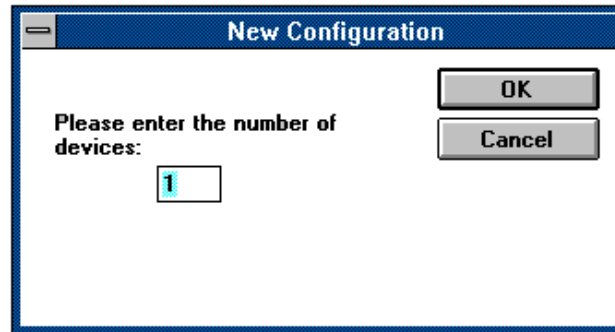 New Configuration
OK
Please enter the number of
devices:
Cancel
1